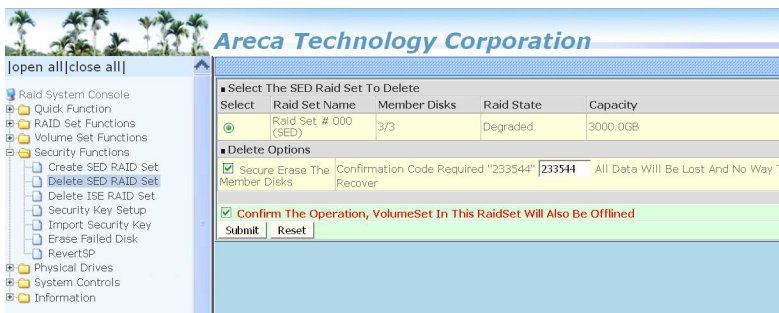 Areca Technology Corporation
|open all|close all|
Raid System Console
Quick Function
RAID Set Functions
Volume Set Functions
Security Functions
Create SED RAID Set
Delete SED RAID Set
Delete ISE RAID Set
Security Key Setup
Import Security Key
Erase Failed Disk
RevertSP
Physical Drives
System Controls
Information
Select The SED Raid Set To Delete
Select Raid Set Name Member Disks Raid State Capacity
Raid Set # 000 (SED) 3/3 Degraded 3000.0GB
Delete Options
Secure Erase The Member Disks
Confirmation Code Required "233544" 233544 All Data Will Be Lost And No Way
Recover
Confirm The Operation, VolumeSet In This RaidSet Will Also Be Offlined
Submit Reset